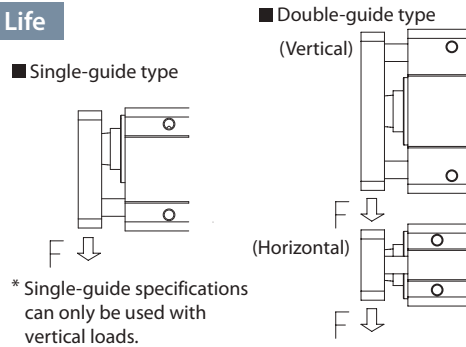 Life
■ Single-guide type
F
* Single-guide specifications
can only be used with
vertical loads.
■ Double-guide type
(Vertical)
F
(Horizontal)
F